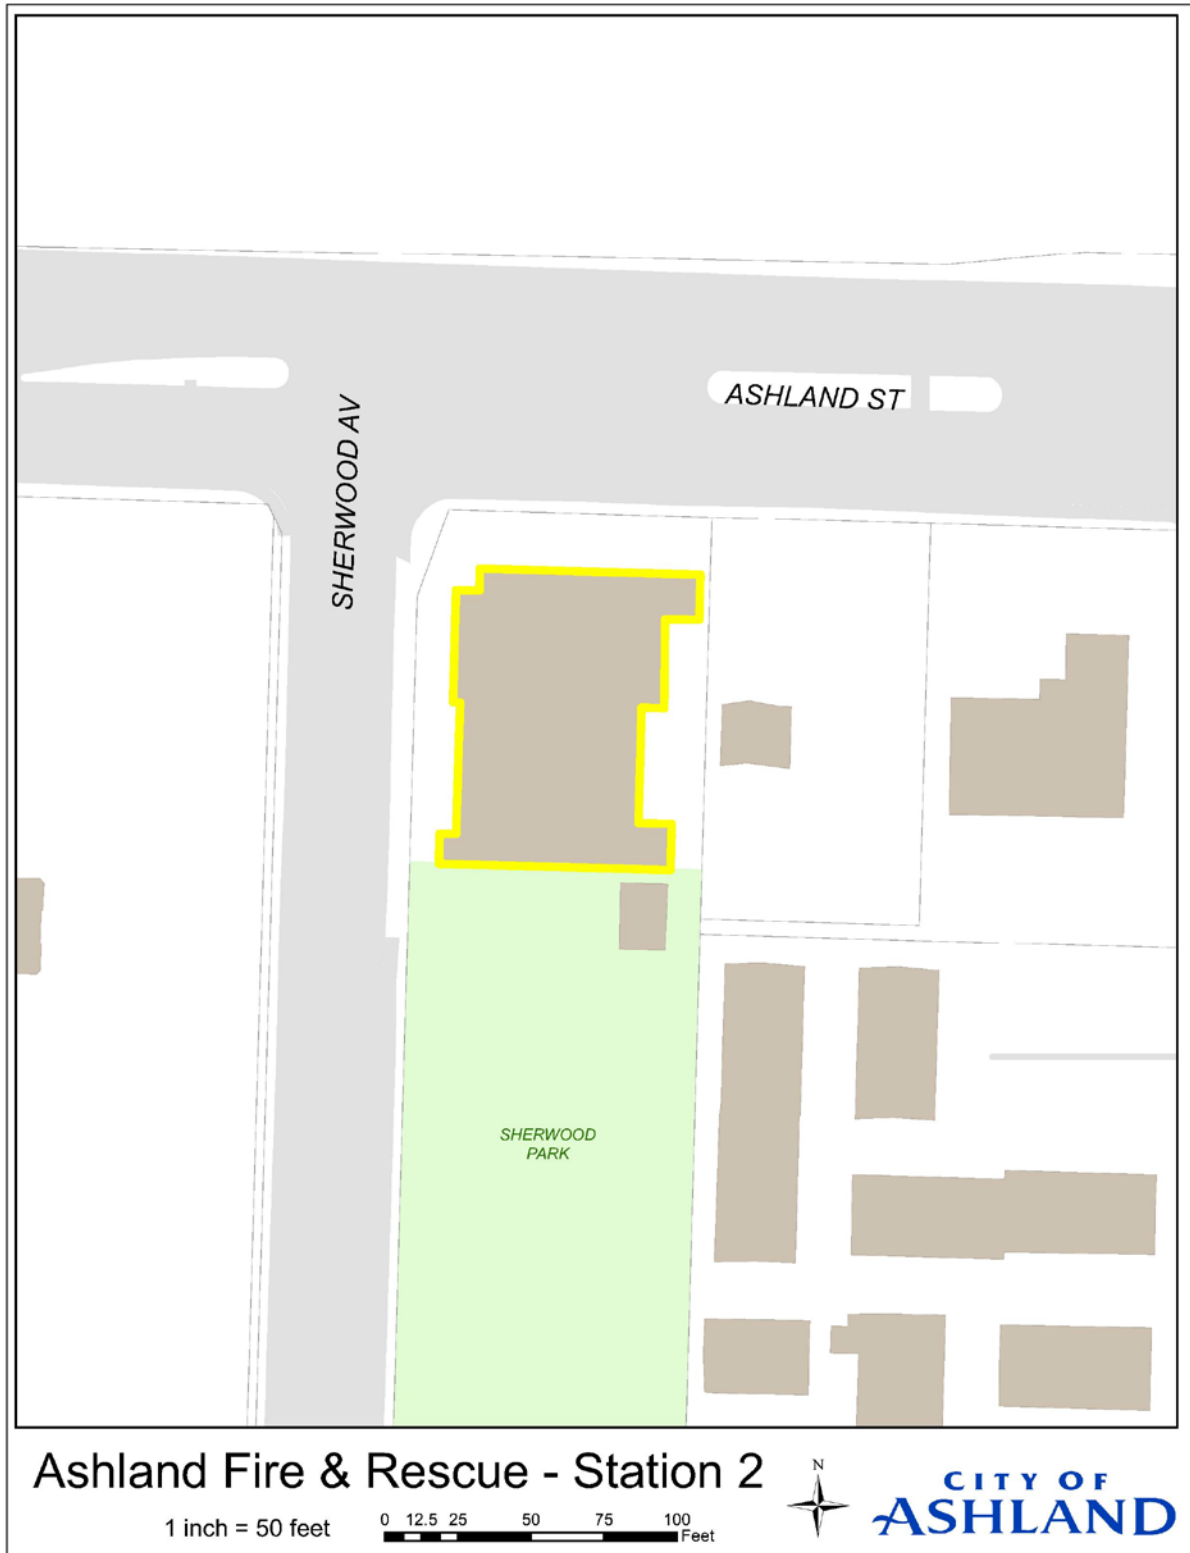 ASHLAND ST
SHERWOOD AV
SHERWOOD
PARK
Ashland Fire & Rescue - Station 2
1 inch = 50 feet
0 12.5 25 50 75 100
Feet
N
CITY OF
ASHLAND